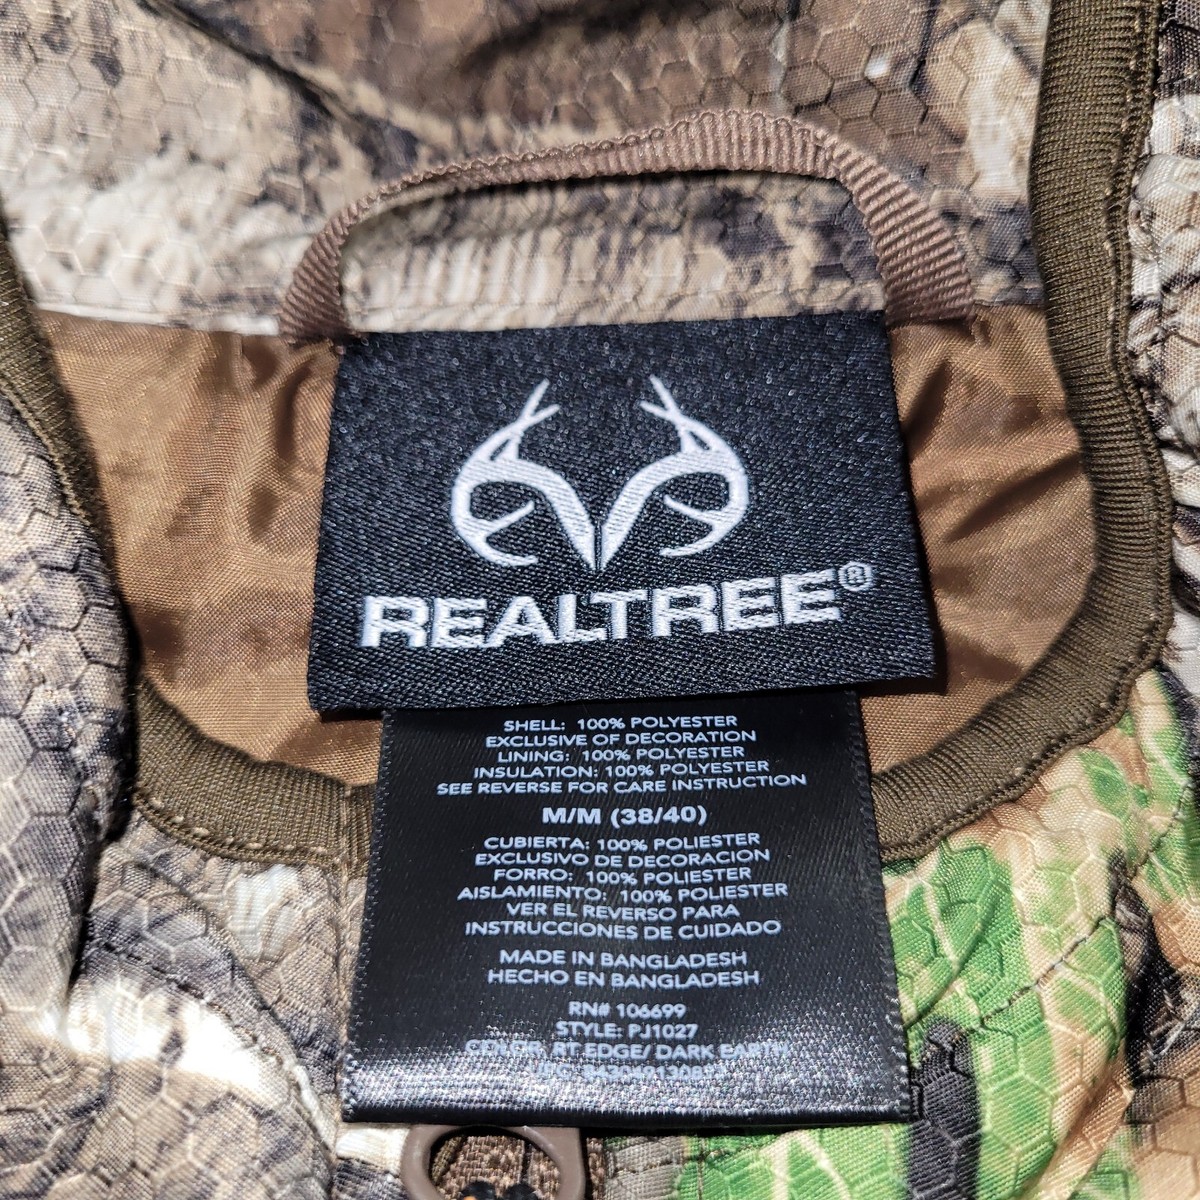 REALTREE®
SHELL: 100% POLYESTER
EXCLUSIVE OF DECORATION
LINING: 100% POLYESTER
INSULATION: 100% POLYESTER
SEE REVERSE FOR CARE INSTRUCTION
M/M (38/40)
CUBIERTA: 100% POLIESTER
EXCLUSIVO DE DECORACION
FORRO: 100% POLIESTER
AISLAMIENTO: 100% POLIESTER
VER EL REVERSO PARA
INSTRUCCIONES DE CUIDADO
MADE IN BANGLADESH
HECHO EN BANGLADESH
RN# 106699
STYLE: PJ1027
COLOR: RT EDGE/ DARK EARTH
UPC: